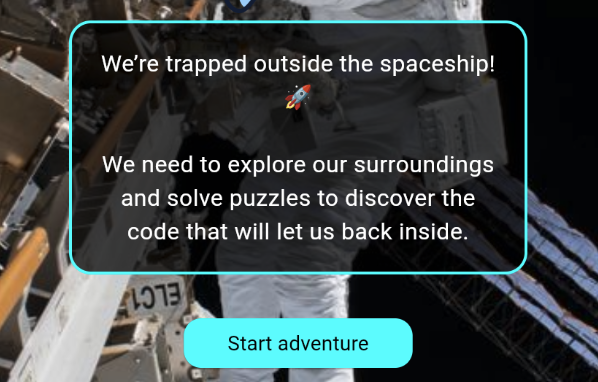 We’re trapped outside the spaceship!
🚀
We need to explore our surroundings
and solve puzzles to discover the
code that will let us back inside.
ELC1
Start adventure